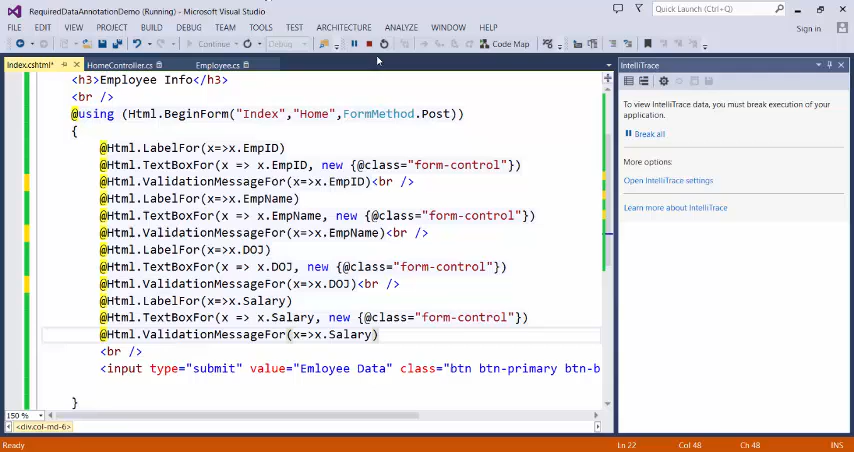 RequiredDataAnnotationDemo (Running) - Microsoft Visual Studio
Quick Launch (Ctrl+Q)
FILE EDIT VIEW PROJECT BUILD DEBUG TEAM TOOLS TEST ARCHITECTURE ANALYZE WINDOW HELP
Sign in
Continue
Debug
Code Map
Index.cshtml*
HomeController.cs
Employee.cs
<h3>Employee Info</h3>
<br />
@using (Html.BeginForm("Index","Home",FormMethod.Post))
{
@Html.LabelFor(x=>x.EmpID)
@Html.TextBoxFor(x => x.EmpID, new {@class="form-control"})
@Html.ValidationMessageFor(x=>x.EmpID)<br />
@Html.LabelFor(x=>x.EmpName)
@Html.TextBoxFor(x => x.EmpName, new {@class="form-control"})
@Html.ValidationMessageFor(x=>x.EmpName)<br />
@Html.LabelFor(x=>x.DOJ)
@Html.TextBoxFor(x => x.DOJ, new {@class="form-control"})
@Html.ValidationMessageFor(x=>x.DOJ)<br />
@Html.LabelFor(x=>x.Salary)
@Html.TextBoxFor(x => x.Salary, new {@class="form-control"})
@Html.ValidationMessageFor(x=>x.Salary)
<br />
<input type="submit" value="Emloyee Data" class="btn btn-primary btn-b
}
150 %
<div.col-md-6>
IntelliTrace
To view IntelliTrace data, you must break execution of your
application.
Break all
More options:
Open IntelliTrace settings
Learn more about IntelliTrace
Ready
Ln 22
Col 48
Ch 48
INS